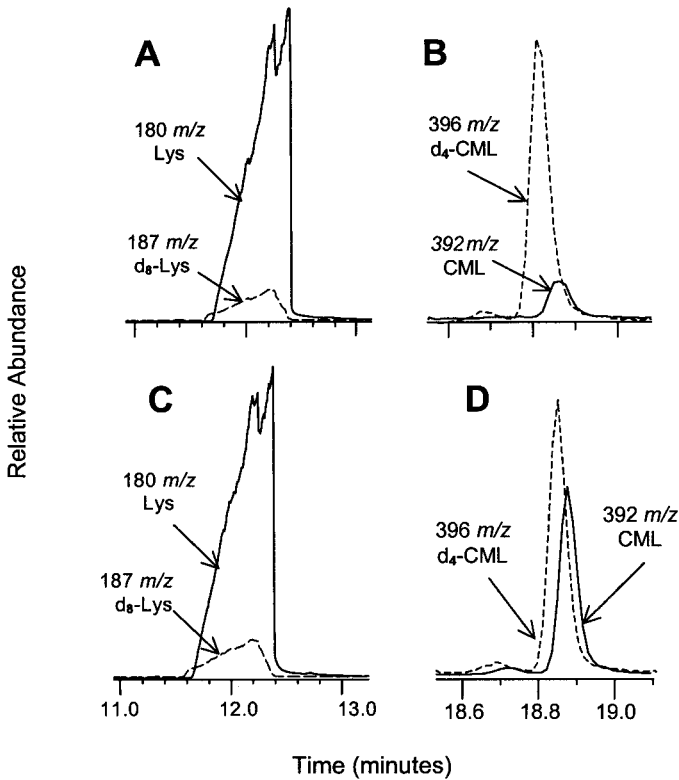 A
180 m/z
Lys
187 m/z
d8-Lys
B
396 m/z
d4-CML
392 m/z
CML
Relative Abundance
C
180 m/z
Lys
187 m/z
d8-Lys
11.0 12.0 13.0
D
396 m/z
d4-CML
392 m/z
CML
18.6 18.8 19.0
Time (minutes)